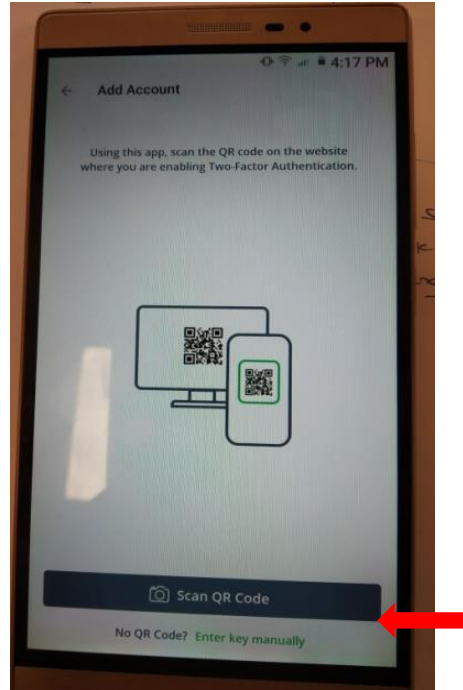 4:17 PM
← Add Account
Using this app, scan the QR code on the website
where you are enabling Two-Factor Authentication.
Scan QR Code
No QR Code? Enter key manually